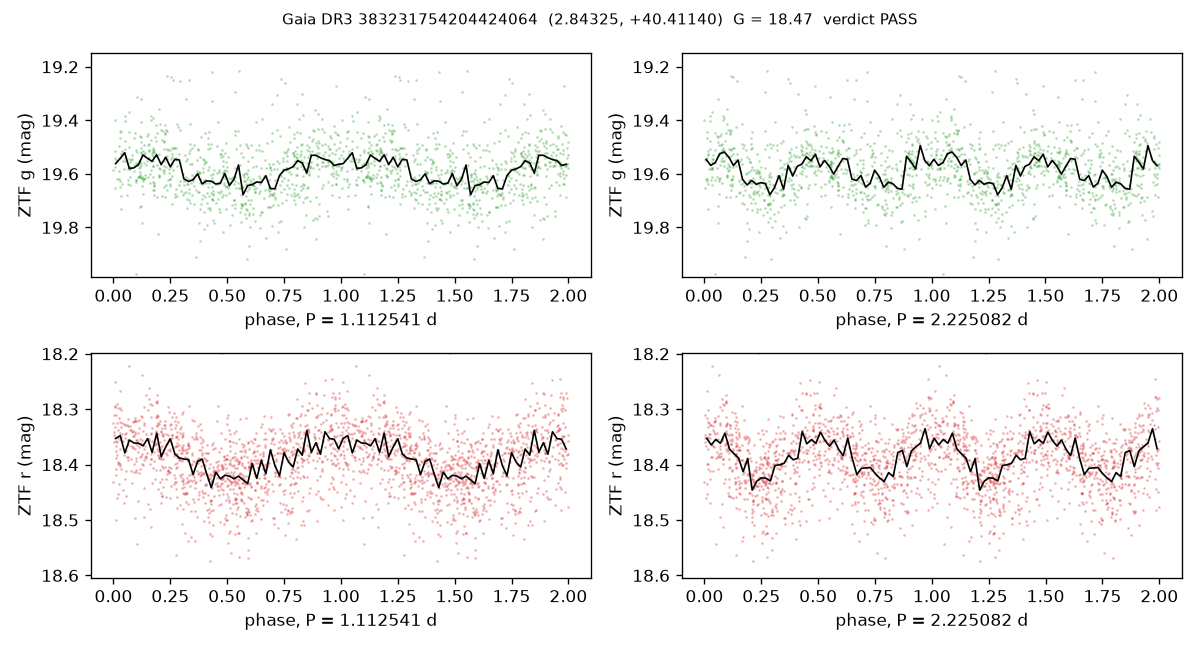 Gaia DR3 383231754204424064  (2.84325, +40.41140)  G = 18.47  verdict PASS
ZTF g (mag)
19.2
19.4
19.6
19.8
0.00 0.25 0.50 0.75 1.00 1.25 1.50 1.75 2.00
phase, P = 1.112541 d
ZTF g (mag)
19.2
19.4
19.6
19.8
0.00 0.25 0.50 0.75 1.00 1.25 1.50 1.75 2.00
phase, P = 2.225082 d
ZTF r (mag)
18.2
18.3
18.4
18.5
18.6
0.00 0.25 0.50 0.75 1.00 1.25 1.50 1.75 2.00
phase, P = 1.112541 d
ZTF r (mag)
18.2
18.3
18.4
18.5
18.6
0.00 0.25 0.50 0.75 1.00 1.25 1.50 1.75 2.00
phase, P = 2.225082 d